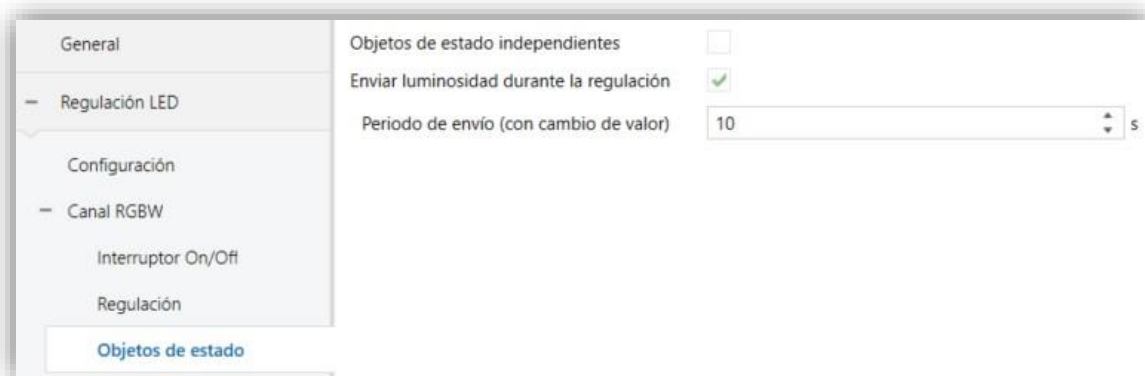 General
Regulación LED
Configuración
Canal RGBW
Interruptor On/Off
Regulación
Objetos de estado
Objetos de estado independientes
Enviar luminosidad durante la regulación
Periodo de envío (con cambio de valor) 10 s